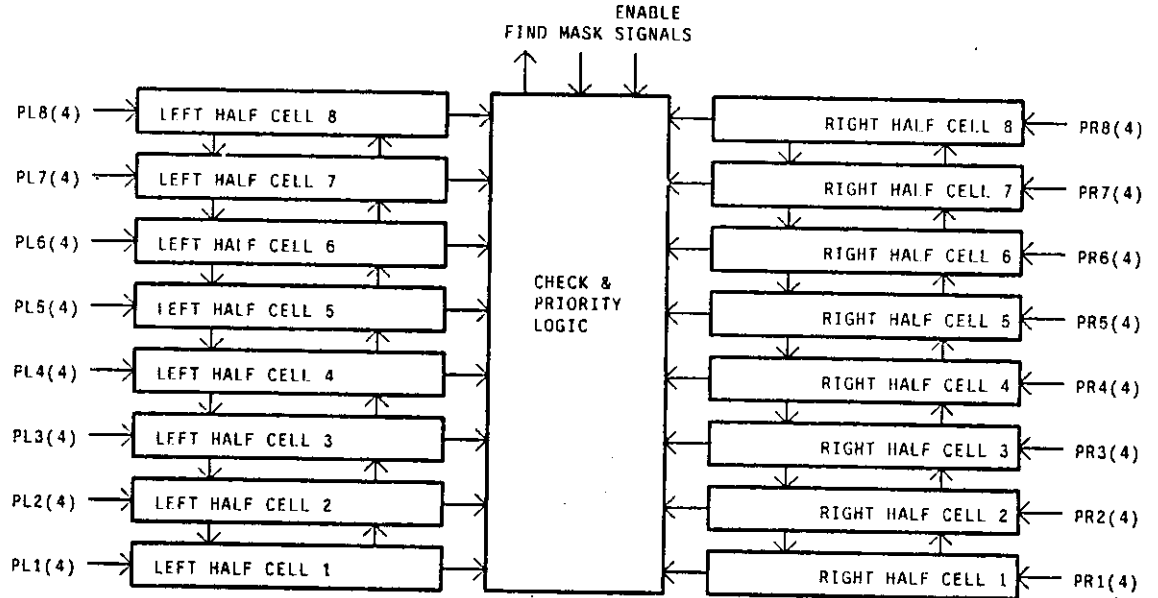 ENABLE
FIND MASK SIGNALS
PL8(4)
LEFT HALF CELL 8
RIGHT HALF CELL 8
PR8(4)
PL7(4)
LEFT HALF CELL 7
RIGHT HALF CELL 7
PR7(4)
PL6(4)
LEFT HALF CELL 6
RIGHT HALF CELL 6
PR6(4)
PL5(4)
LEFT HALF CELL 5
CHECK &
PRIORITY
LOGIC
RIGHT HALF CELL 5
PR5(4)
PL4(4)
LEFT HALF CELL 4
RIGHT HALF CELL 4
PR4(4)
PL3(4)
LEFT HALF CELL 3
RIGHT HALF CELL 3
PR3(4)
PL2(4)
LEFT HALF CELL 2
RIGHT HALF CELL 2
PR2(4)
PL1(4)
LEFT HALF CELL 1
RIGHT HALF CELL 1
PR1(4)